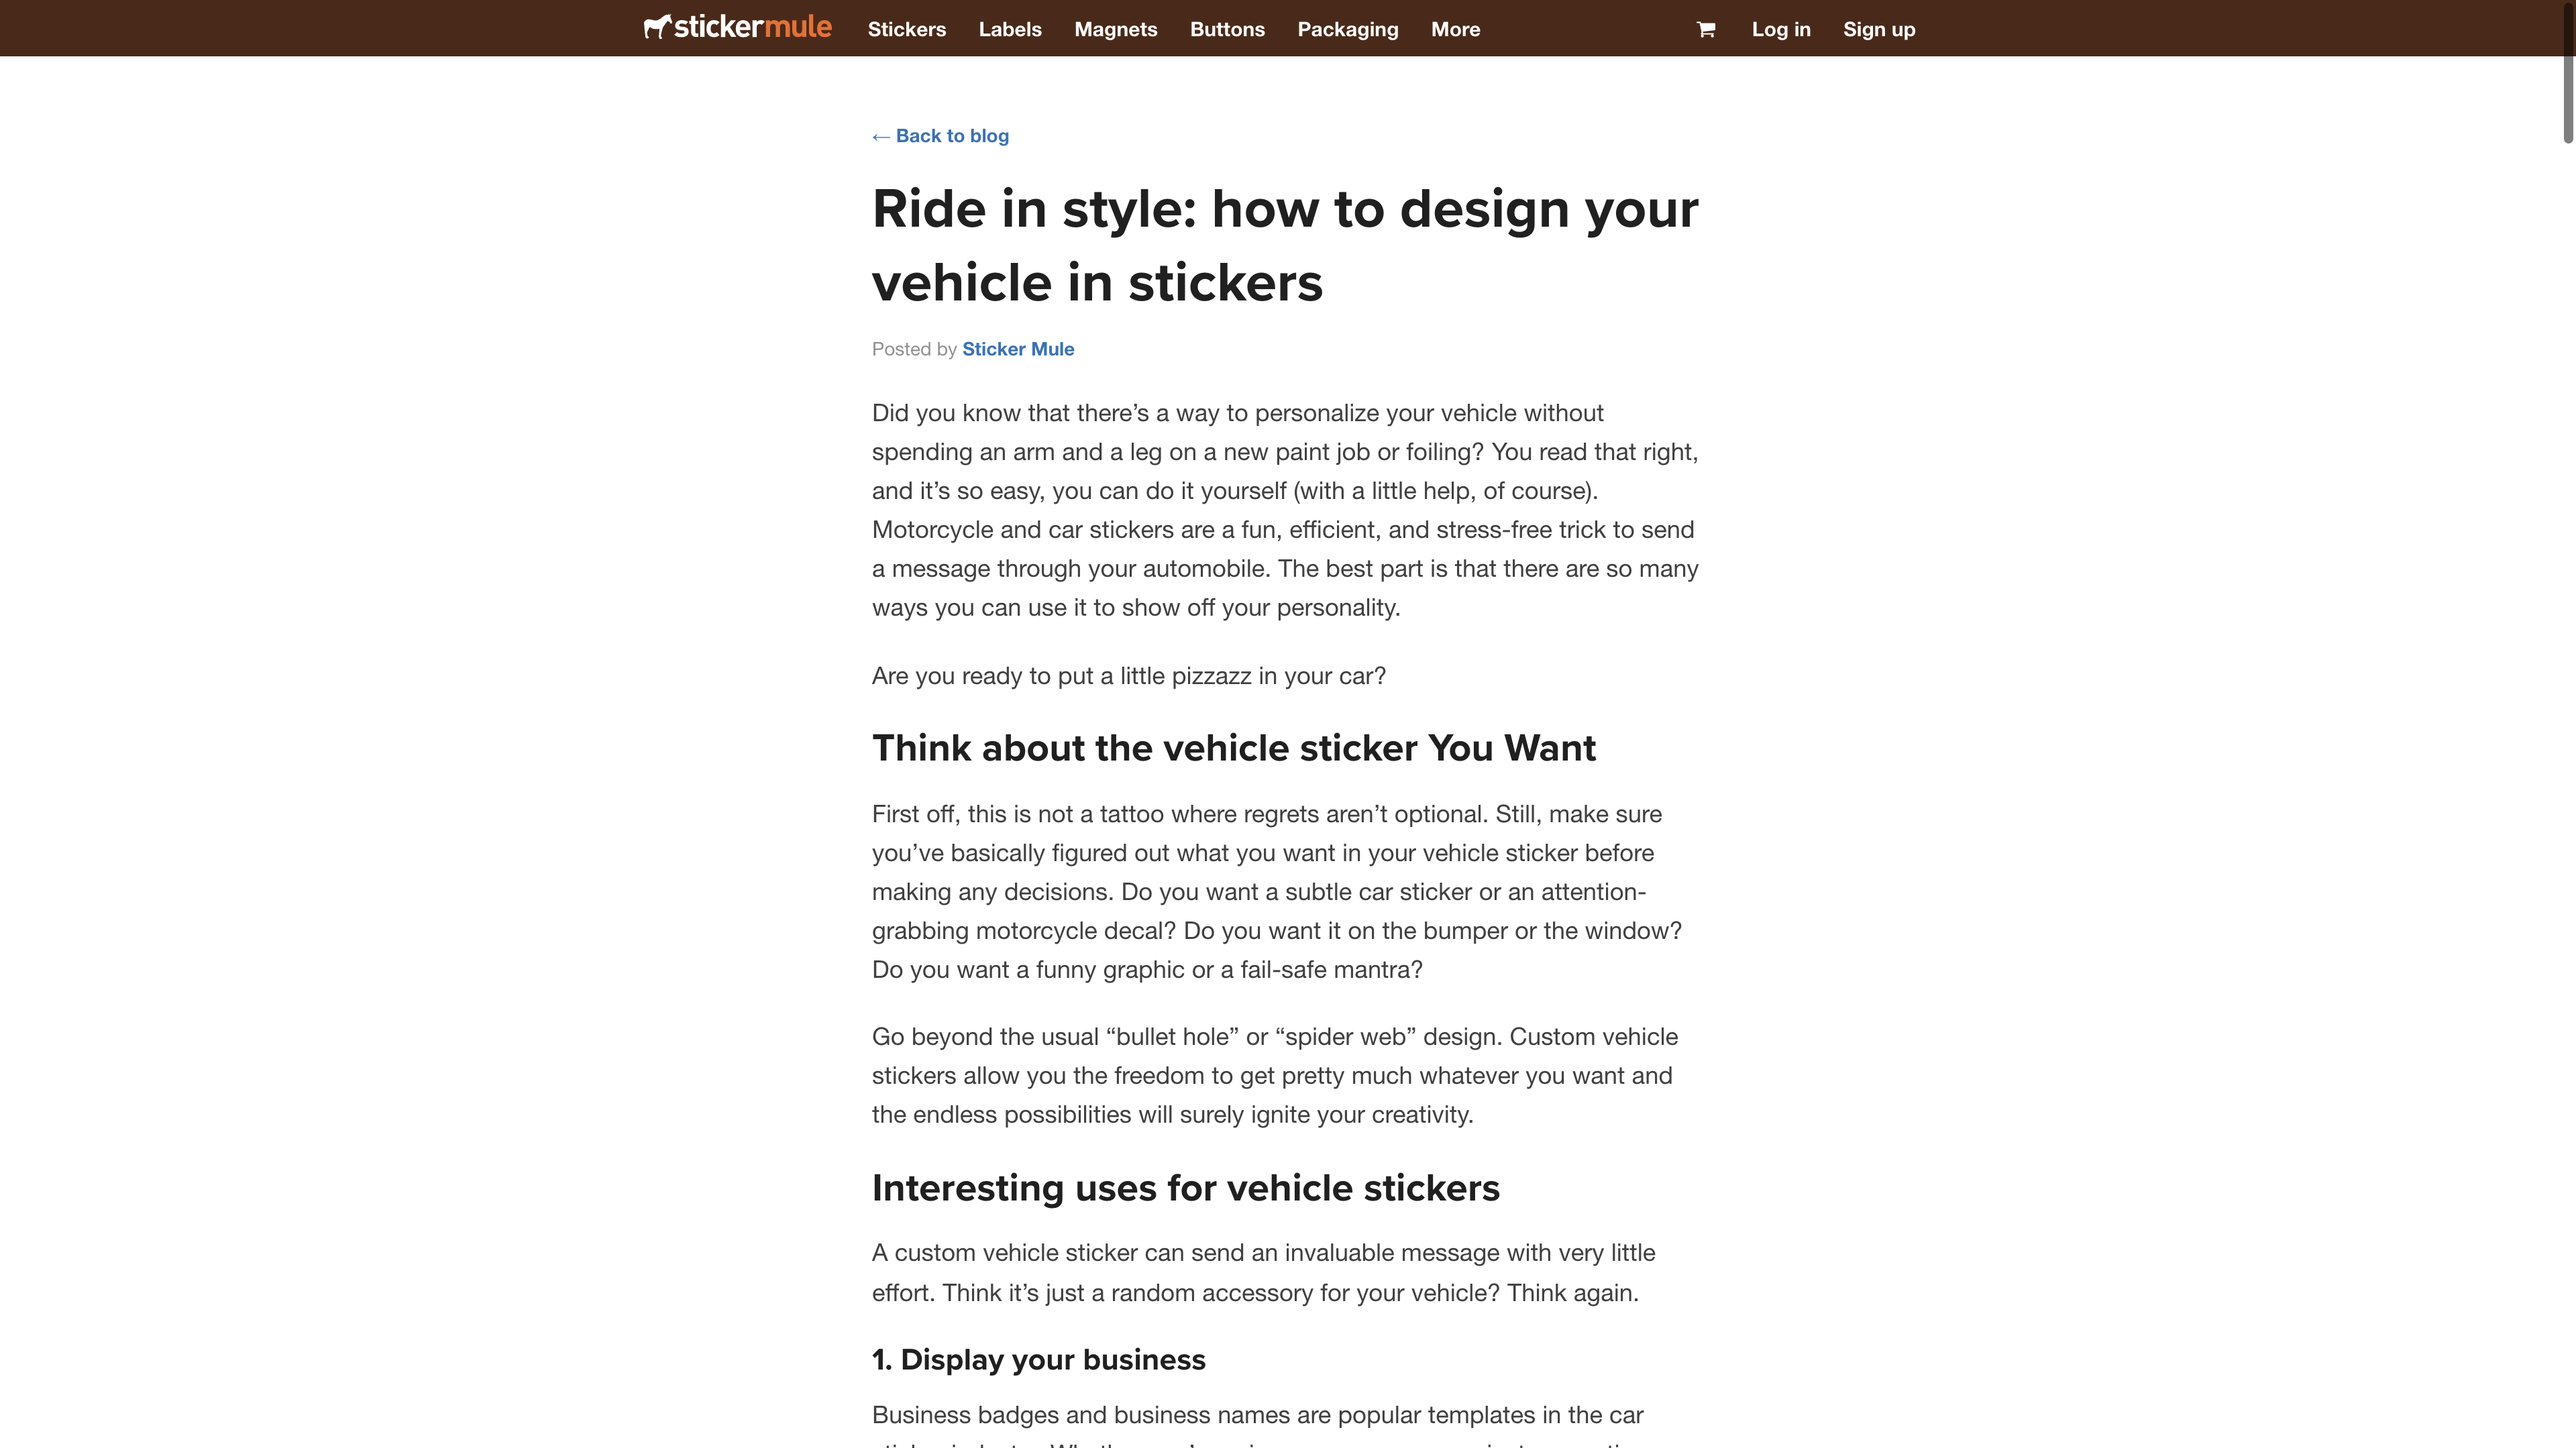 stickermule Stickers Labels Magnets Buttons Packaging More Log in Sign up
← Back to blog
Ride in style: how to design your
vehicle in stickers
Posted by Sticker Mule
Did you know that there’s a way to personalize your vehicle without
spending an arm and a leg on a new paint job or foiling? You read that right,
and it’s so easy, you can do it yourself (with a little help, of course).
Motorcycle and car stickers are a fun, efficient, and stress-free trick to send
a message through your automobile. The best part is that there are so many
ways you can use it to show off your personality.
Are you ready to put a little pizzazz in your car?
Think about the vehicle sticker You Want
First off, this is not a tattoo where regrets aren’t optional. Still, make sure
you’ve basically figured out what you want in your vehicle sticker before
making any decisions. Do you want a subtle car sticker or an attention-
grabbing motorcycle decal? Do you want it on the bumper or the window?
Do you want a funny graphic or a fail-safe mantra?
Go beyond the usual “bullet hole” or “spider web” design. Custom vehicle
stickers allow you the freedom to get pretty much whatever you want and
the endless possibilities will surely ignite your creativity.
Interesting uses for vehicle stickers
A custom vehicle sticker can send an invaluable message with very little
effort. Think it’s just a random accessory for your vehicle? Think again.
1. Display your business
Business badges and business names are popular templates in the car